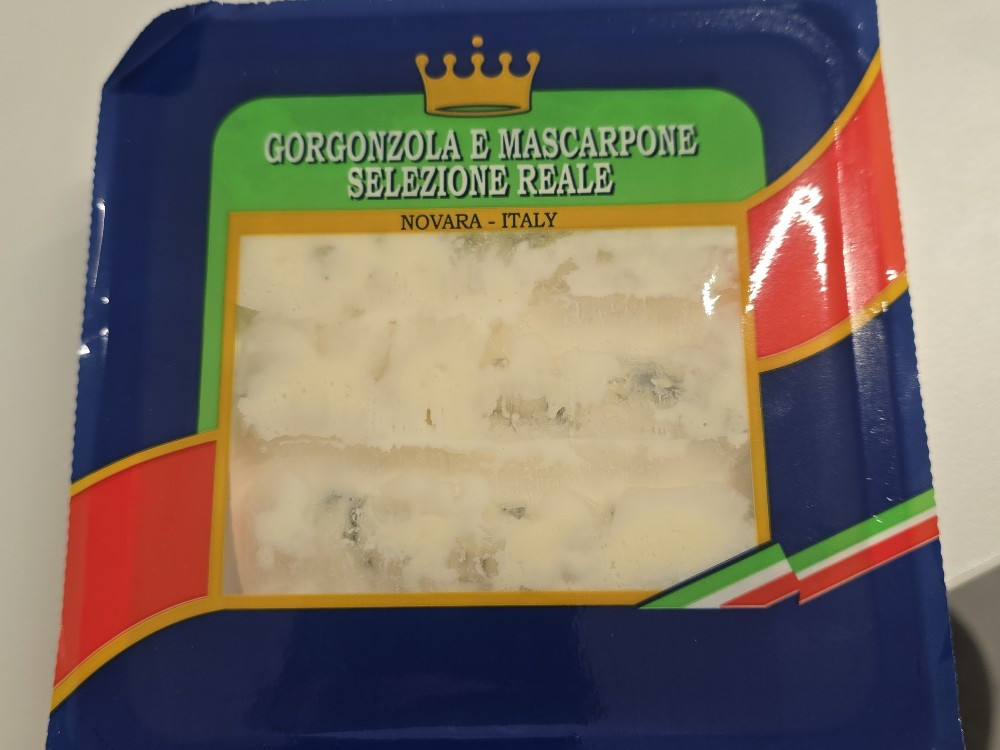 GORGONZOLA E MASCARPONE
SELEZIONE REALE
NOVARA - ITALY